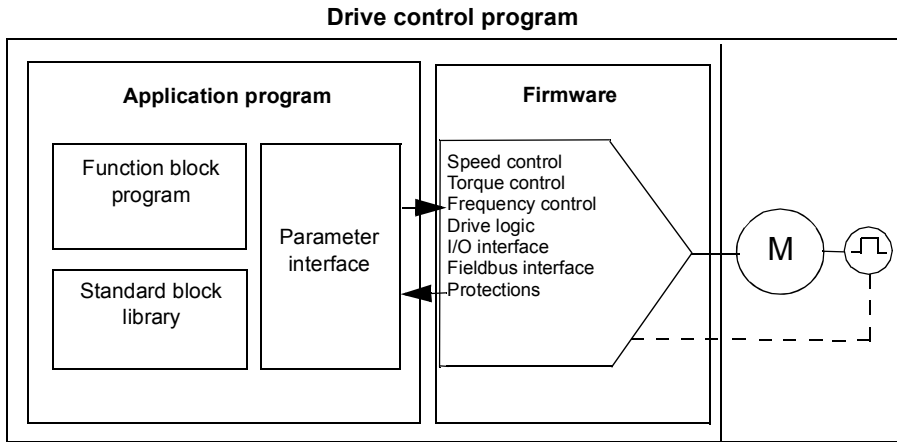 Drive control program
Application program
Function block
program
Standard block
library
Parameter
interface
Firmware
Speed control
Torque control
Frequency control
Drive logic
I/O interface
Fieldbus interface
Protections
M